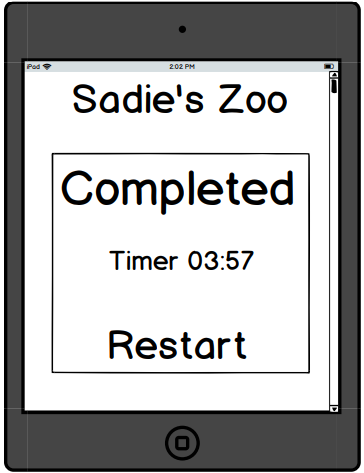 iPod 2:02 PM
Sadie's Zoo
Completed
Timer 03:57
Restart